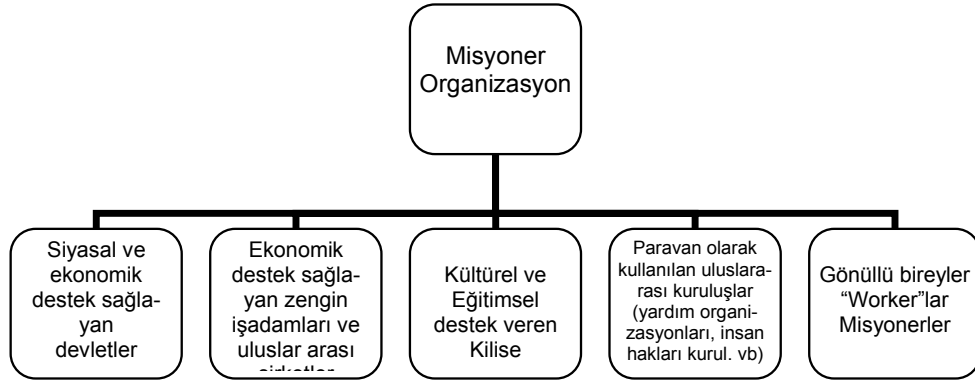 Misyoner
Organizasyon
Siyasal ve
ekonomik
destek sağla-
yan
devletler
Ekonomik
destek sağla-
yan zengin
işadamları ve
uluslar arası
Kültürel ve
Eğitimsel
destek veren
Kilise
Paravan olarak
kullanılan uluslara-
rası kuruluşlar
(yardım organi-
zasyonları, insan
hakları kurul. vb)
Gönüllü bireyler
“Worker”lar
Misyonerler